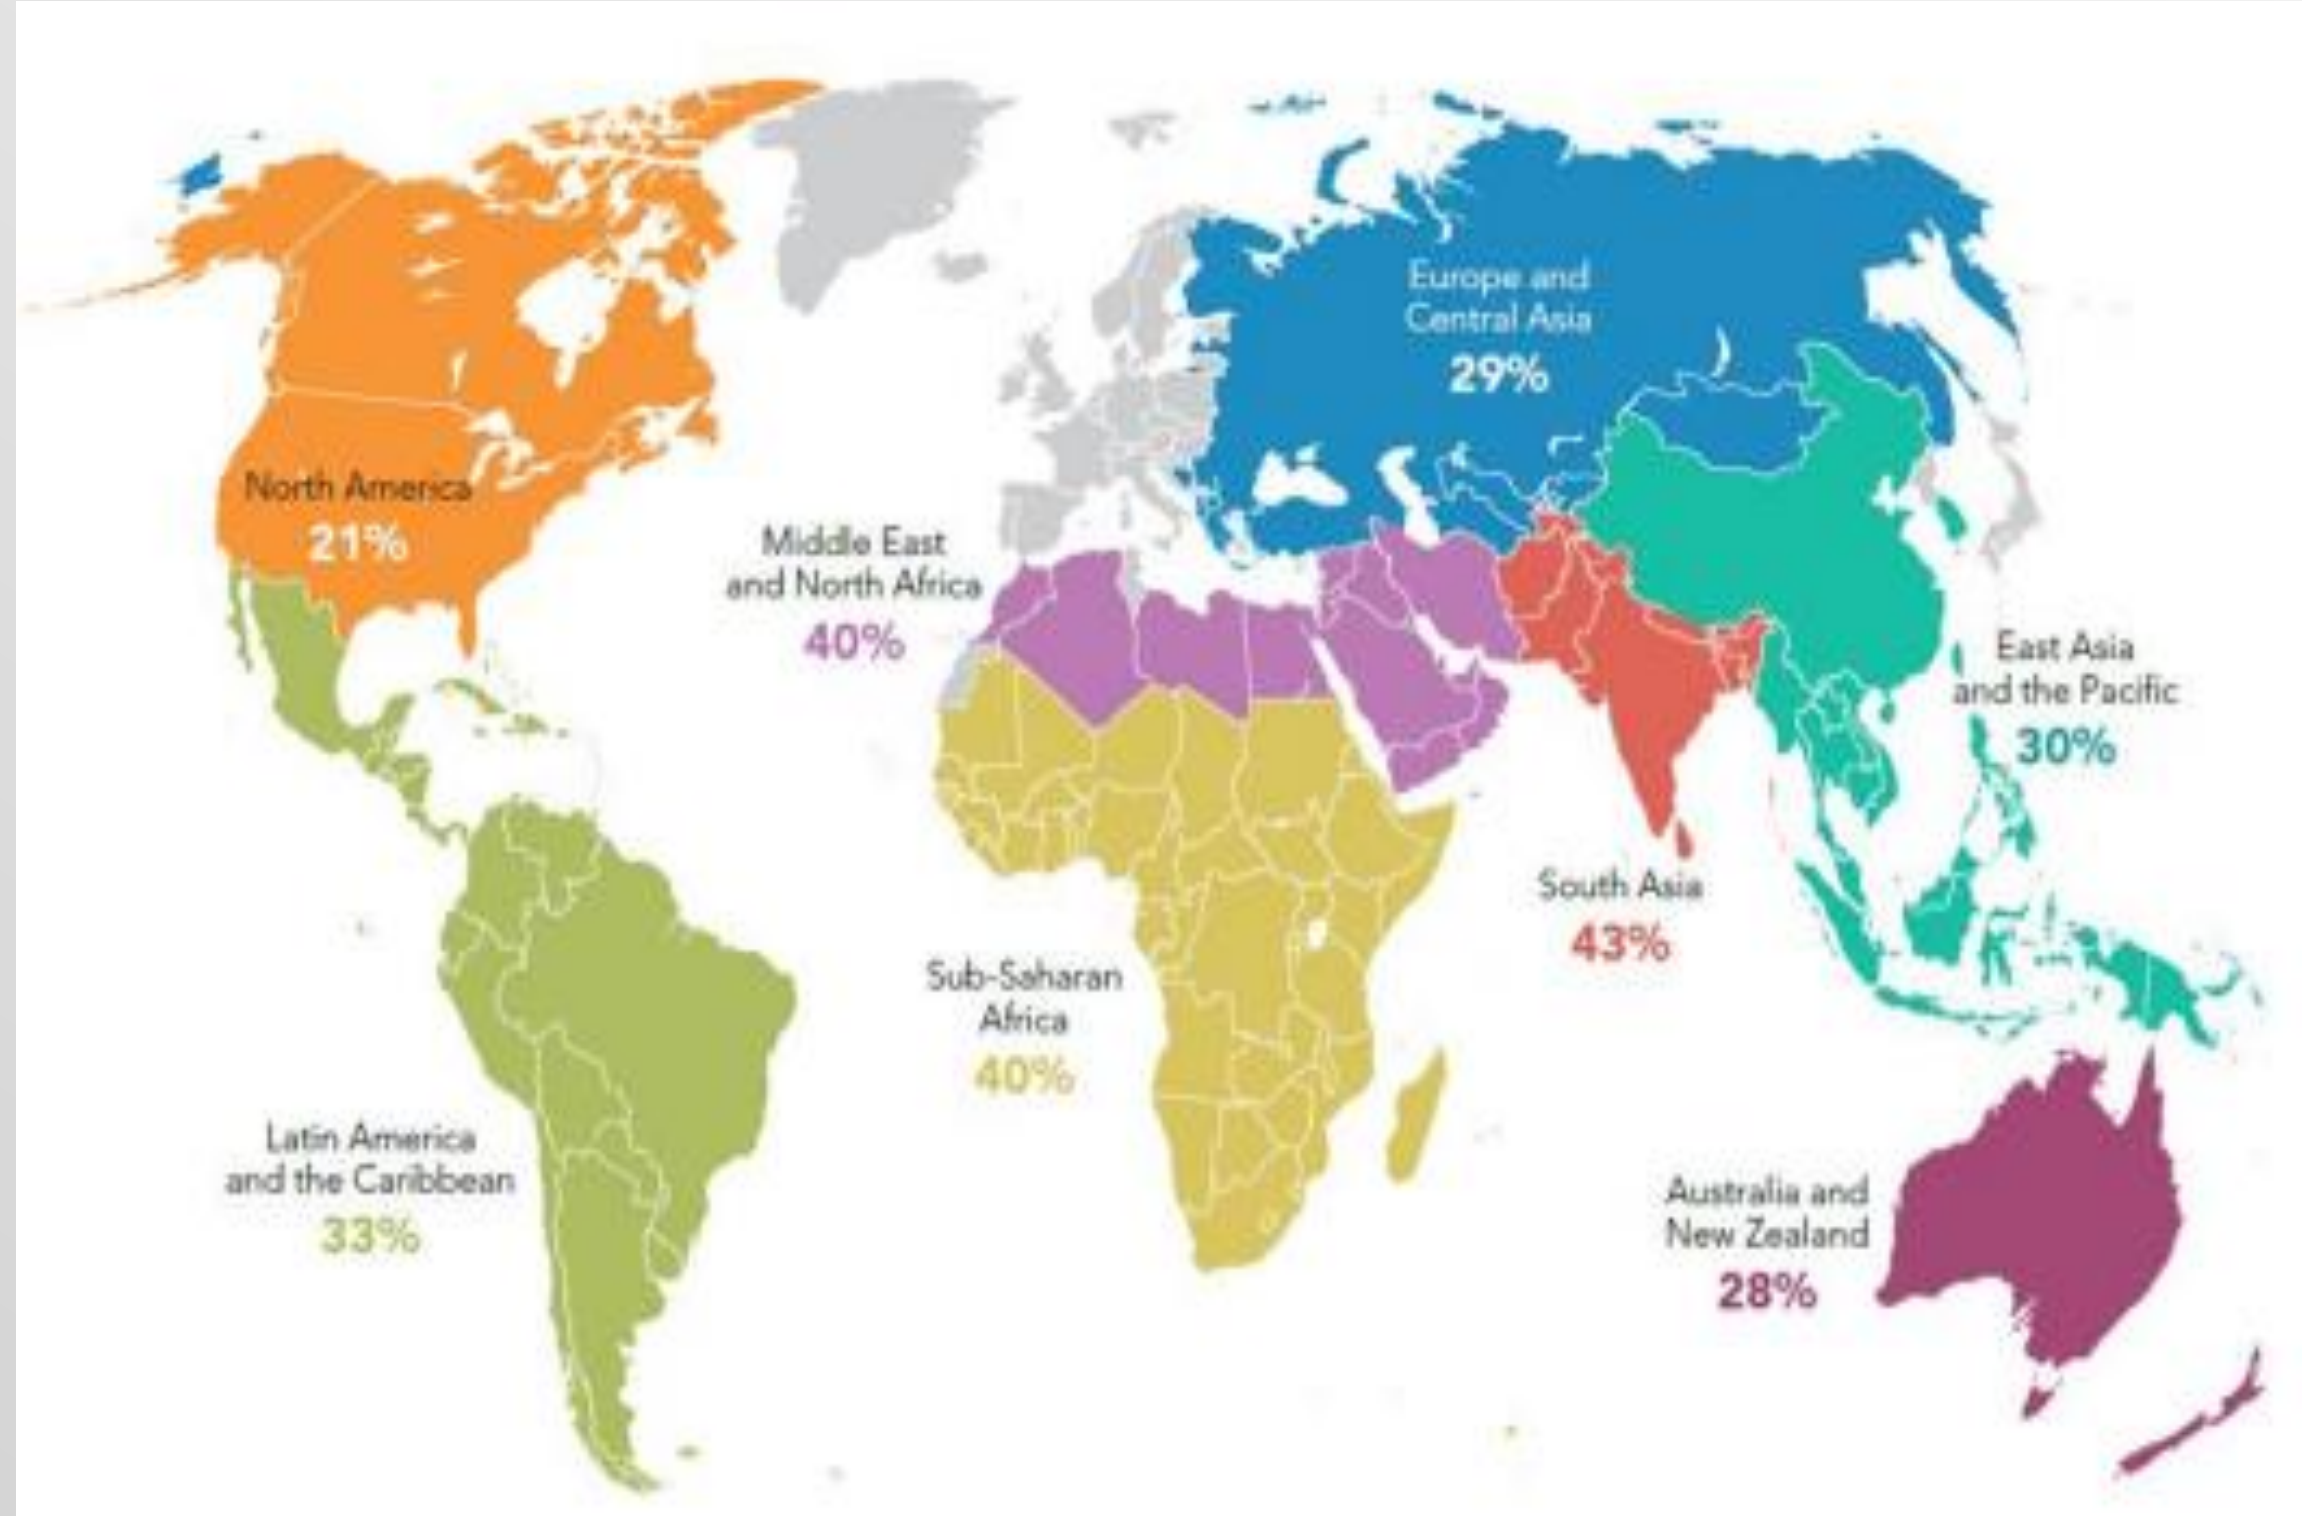 Europe and
Central Asia
29%
North America
21%
Middle East
and North Africa
40%
East Asia
and the Pacific
30%
South Asia
43%
Sub-Saharan
Africa
40%
Latin America
and the Caribbean
33%
Australia and
New Zealand
28%